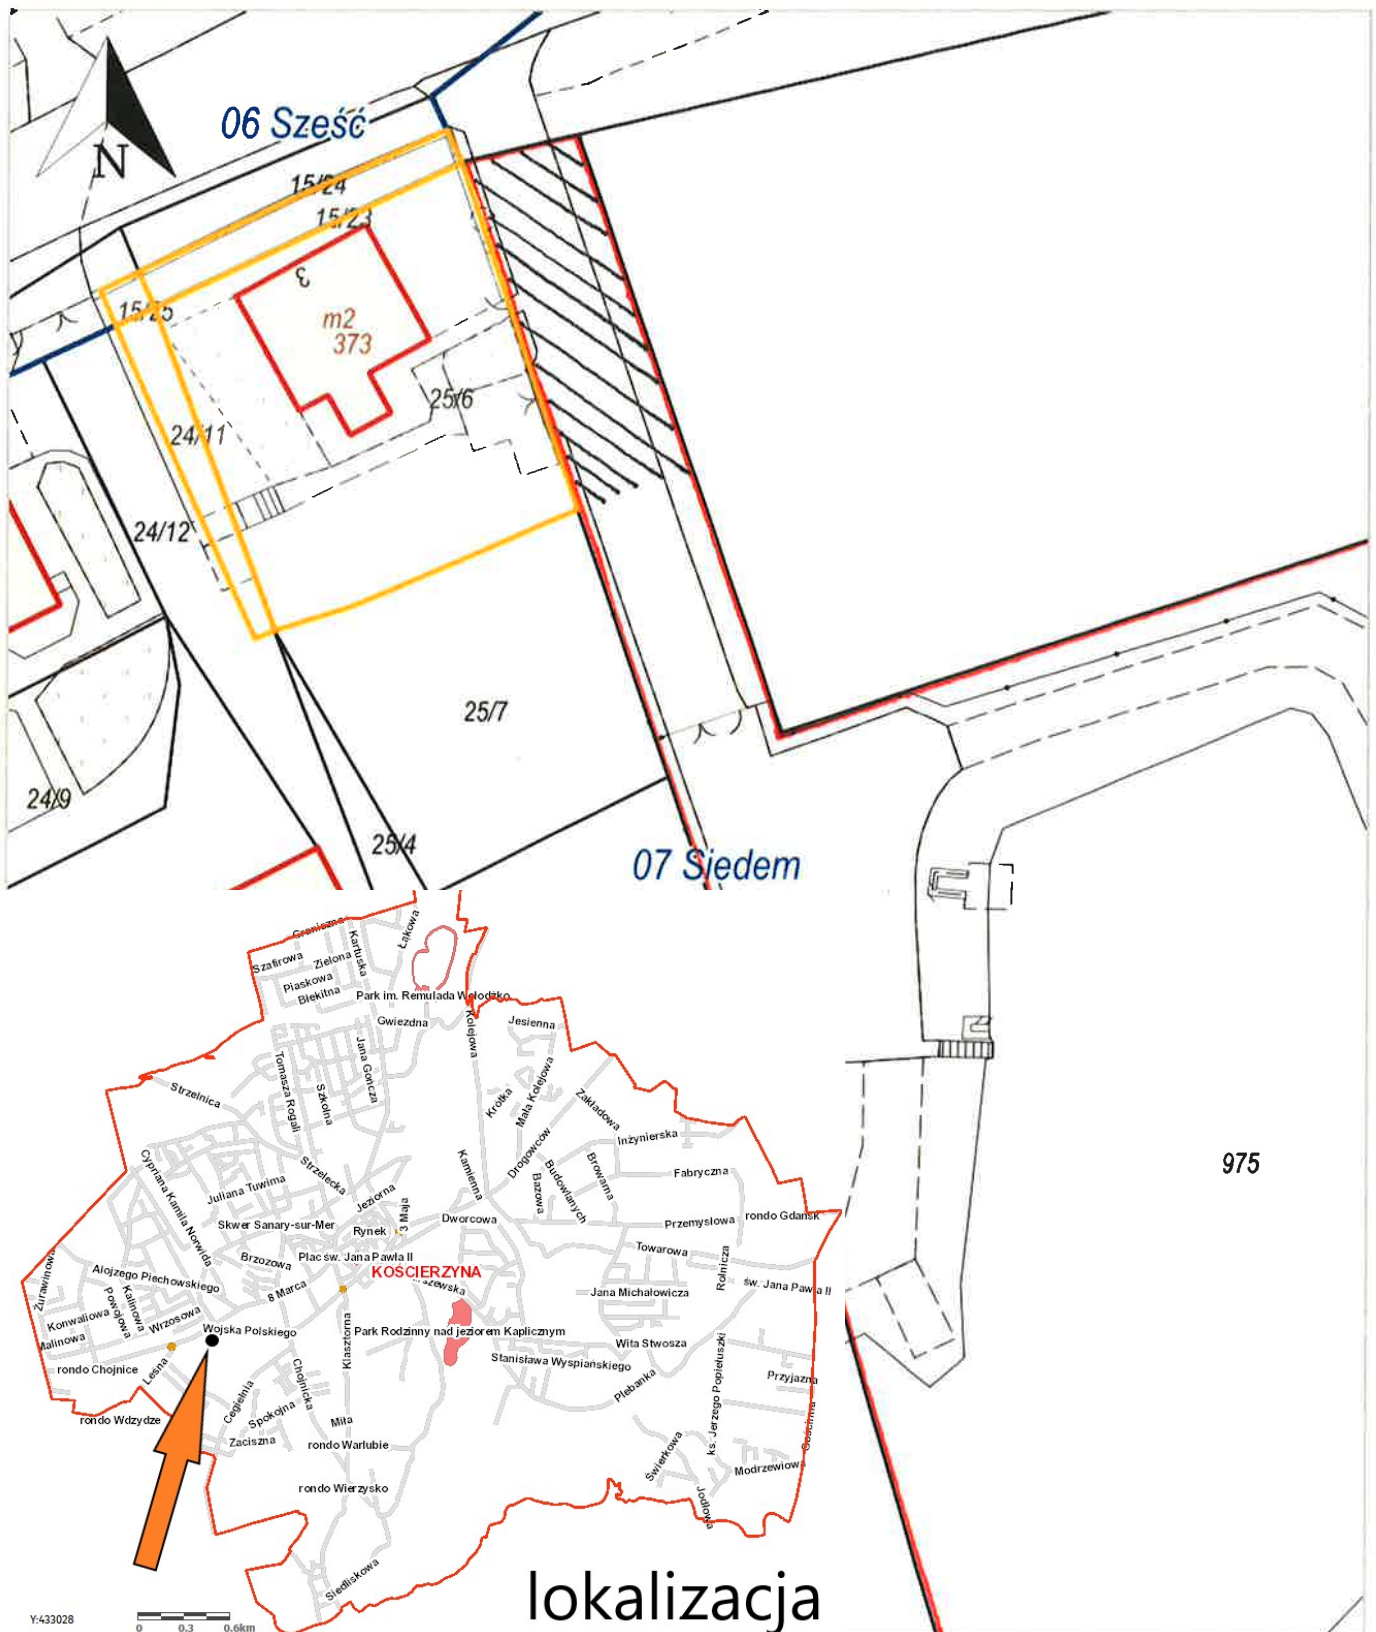 N
06 Sześć
15/24
15/23
3
15/25
m2
373
25/6
24/11
24/12
25/7
24/9
25/4
07 Siedem
975
Graniczna
Łąkowa
Kartuska
Szafirowa
Zielona
Piaskowa
Błękitna
Park im. Remulada Wełodźko
Gwiezdna
Kolejowa
Jesienna
Jana Gończa
Tomasza Rogali
Szkolna
Strzelnica
Krótka
Mała Kolejowa
Zakładowa
Inżynierska
Drogowców
Fabryczna
Browarna
Budowlanych
Bazowa
Kamienna
Strzelecka
Cypriana Kamila Norwida
Juliana Tuwima
Jeziorna
3 Maja
Skwer Sanary-sur-Mer
Rynek
Dworcowa
Przemysłowa
rondo Gdańsk
Towarowa
Rolnicza
Brzozowa
Plac św. Jana Pawła II
KOŚCIERZYNA
szewska
św. Jana Pawła II
Żurawinowa
Alojzego Piechowskiego
8 Marca
Jana Michałowicza
Kalinowa
Powojowa
Konwaliowa
Wrzosowa
Malinowa
Wojska Polskiego
Klasztorna
Park Rodzinny nad jeziorem Kaplicznym
Wita Stwosza
Stanisława Wyspiańskiego
rondo Chojnice
Leśna
Chojnicka
Plebanka
ks. Jerzego Popiełuszki
Przyjazna
Cegielnia
Spokojna
rondo Wdzydze
Miła
Gościnna
Zaciszna
rondo Warlubie
Świerkowa
Modrzewiowa
rondo Wierzysko
Jodłowa
Siedliskowa
lokalizacja
Y:433028
0 0.3 0.6km